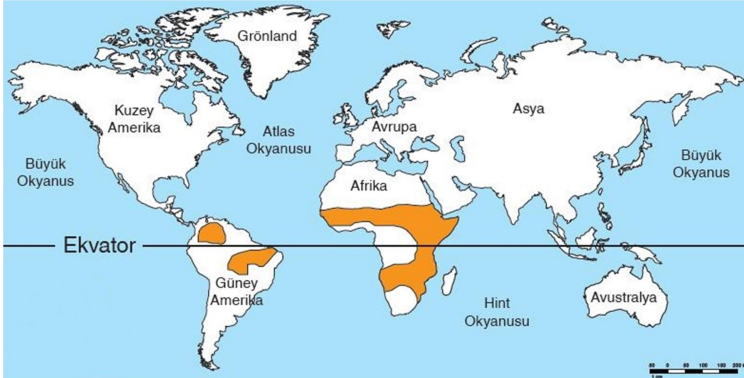 Grönland
Kuzey
Amerika
Atlas
Okyanusu
Avrupa
Asya
Büyük
Okyanus
Büyük
Okyanus
Afrika
Ekvator
Güney
Amerika
Hint
Okyanusu
Avustralya